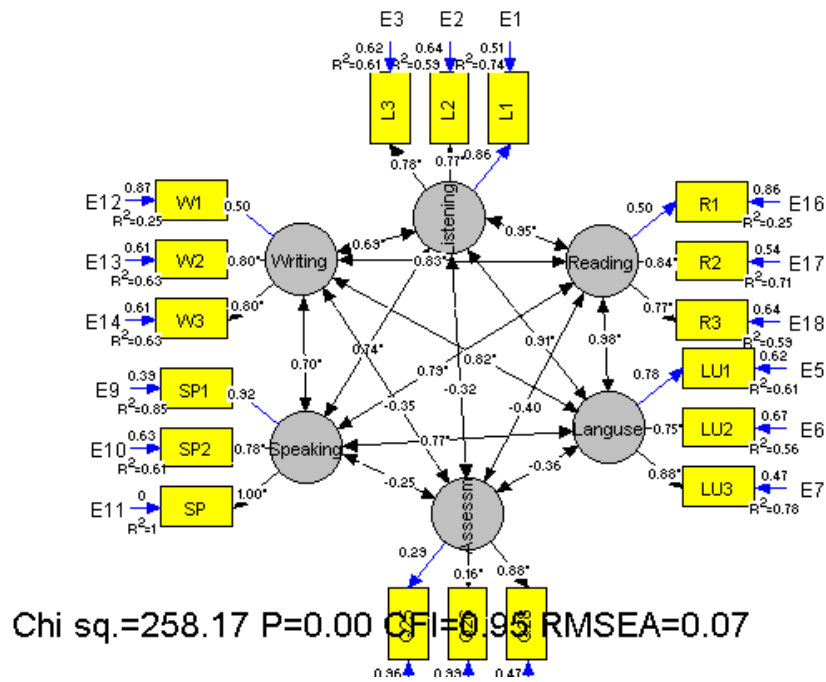 E3 E2 E1
0.62 0.64 0.51
R²=0.61 R²=0.59 R²=0.74
L3 L2 L1
0.78* 0.77* 0.86
E12 0.87 W1 0.50
R²=0.25
E13 0.61 W2 0.80*
R²=0.63
E14 0.61 W3 0.80*
R²=0.63
Listening
Writing
Reading
0.69* 0.95*
0.83*
0.50 R1 0.86 E16
R²=0.25
0.84* R2 0.54 E17
R²=0.71
0.77* R3 0.64 E18
R²=0.59
0.70* 0.74* 0.79* 0.82* 0.91* 0.98*
-0.35 -0.32 -0.40
E9 0.39 SP1 0.92
R²=0.85
E10 0.63 SP2 0.78*
R²=0.61
E11 0 SP 1.00*
R²=1
Speaking
0.77*
Languse
0.78 LU1 0.62 E5
R²=0.61
0.75* LU2 0.67 E6
R²=0.56
0.88* LU3 0.47 E7
R²=0.78
-0.25 -0.36
Assessm
0.29 0.16* 0.88*
Chi sq.=258.17 P=0.00 CFI=0.95 RMSEA=0.07
0.96 0.99 0.47